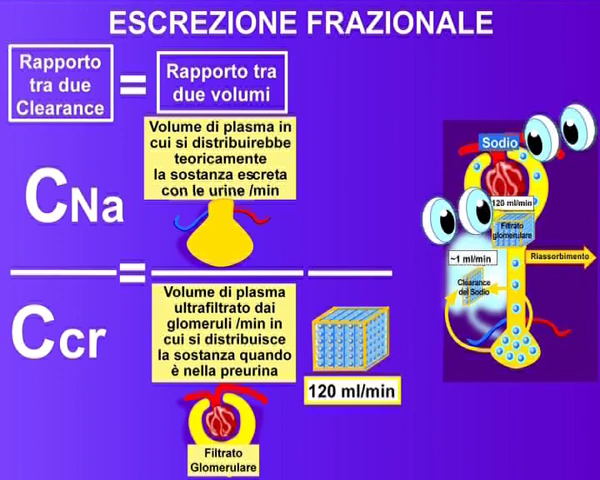 ESCREZIONE FRAZIONALE
Rapporto
tra due
Clearance
=
Rapporto tra
due volumi
Volume di plasma in
cui si distribuirebbe
teoricamente
la sostanza escreta
con le urine /min
CNa
=
Ccr
Volume di plasma
ultrafiltrato dai
glomeruli /min in
cui si distribuisce
la sostanza quando
è nella preurina
120 ml/min
Filtrato
Glomerulare
Sodio
120 ml/min
Filtrato
glomerulare
Riassorbimento
~1 ml/min
Clearance
del Sodio